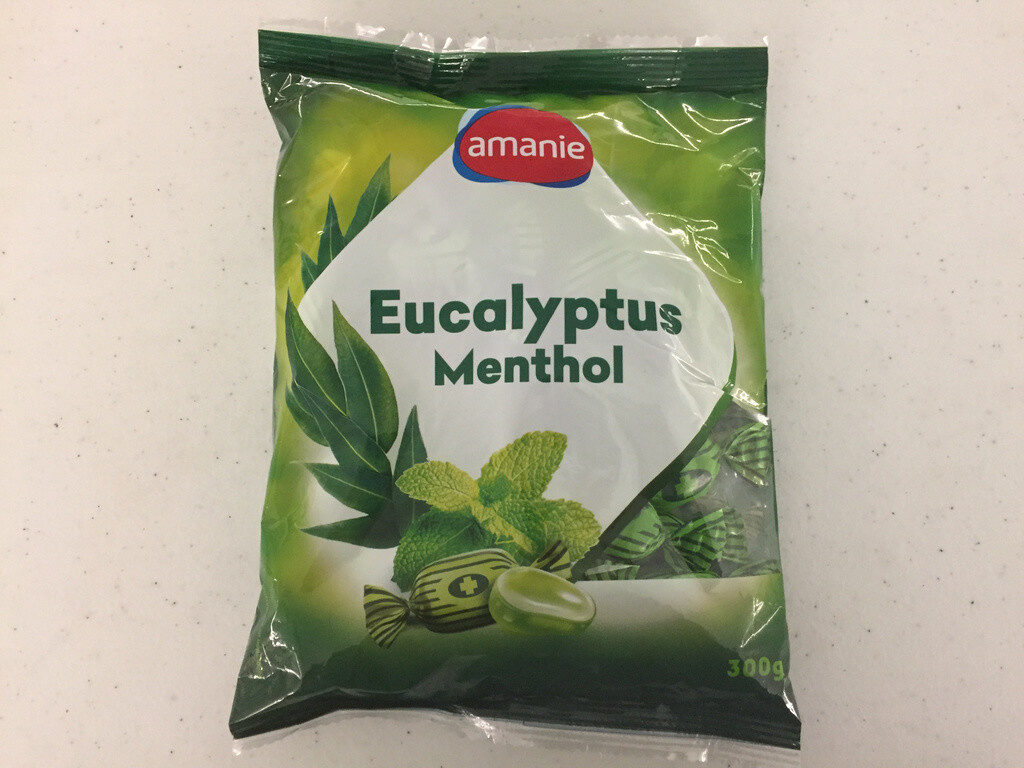 amanie
Eucalyptus
Menthol
300g